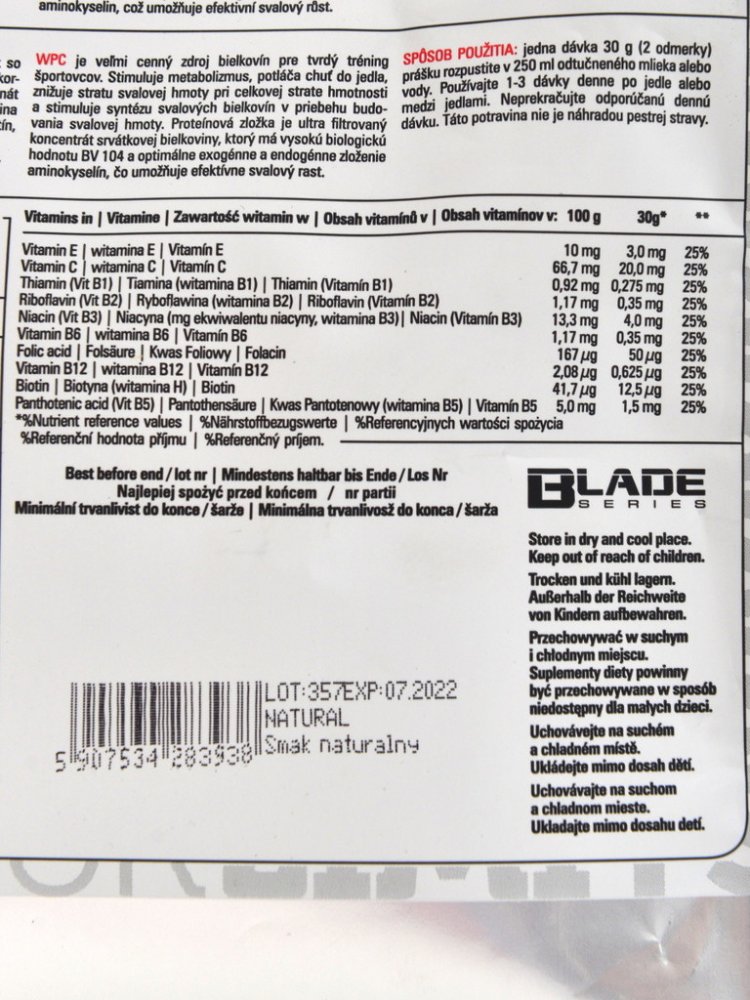 aminokyselin, což umožňuje efektivní svalový růst.
so
kor-
nát
ina
tín,
WPC je veľmi cenný zdroj bielkovín pre tvrdý tréning
športovcov. Stimuluje metabolizmus, potláča chuť do jedla,
znižuje stratu svalovej hmoty pri celkovej strate hmotnosti
a stimuluje syntézu svalových bielkovín v priebehu budo-
vania svalovej hmoty. Proteínová zložka je ultra filtrovaný
koncentrát srvátkovej bielkoviny, ktorý má vysokú biologickú
hodnotu BV 104 a optimálne exogénne a endogénne zloženie
aminokyselín, čo umožňuje efektívne svalový rast.
SPÔSOB POUŽITIA: jedna dávka 30 g (2 odmerky)
prášku rozpustite v 250 ml odtučneného mlieka alebo
vody. Používajte 1-3 dávky denne po jedle alebo
medzi jedlami. Neprekračujte odporúčanú dennú
dávku. Táto potravina nie je náhradou pestrej stravy.
Vitamins in | Vitamine | Zawartość witamin w | Obsah vitamínů v | Obsah vitamínov v: 100 g 30g* **
Vitamin E | witamina E | Vitamín E 10 mg 3,0 mg 25%
Vitamin C | witamina C | Vitamín C 66,7 mg 20,0 mg 25%
Thiamin (Vit B1) | Tiamina (witamina B1) | Thiamin (Vitamín B1) 0,92 mg 0,275 mg 25%
Riboflavin (Vit B2) | Ryboflawina (witamina B2) | Riboflavin (Vitamín B2) 1,17 mg 0,35 mg 25%
Niacin (Vit B3) | Niacyna (mg ekwiwalentu niacyny, witamina B3) | Niacin (Vitamín B3) 13,3 mg 4,0 mg 25%
Vitamin B6 | witamina B6 | Vitamín B6 1,17 mg 0,35 mg 25%
Folic acid | Folsäure | Kwas Foliowy | Folacin 167 µg 50 µg 25%
Vitamin B12 | witamina B12 | Vitamín B12 2,08 µg 0,625 µg 25%
Biotin | Biotyna (witamina H) | Biotin 41,7 µg 12,5 µg 25%
Panthotenic acid (Vit B5) | Pantothensäure | Kwas Pantotenowy (witamina B5) | Vitamín B5 5,0 mg 1,5 mg 25%
*%Nutrient reference values | %Nährstoffbezugswerte | %Referencyjnych wartości spożycia
%Referenční hodnota příjmu | %Referenčný príjem.
Best before end / lot nr | Mindestens haltbar bis Ende / Los Nr
Najlepiej spożyć przed końcem / nr partii
Minimální trvanlivist do konce / šarže | Minimálna trvanlivosž do konca / šarža
BLADE
SERIES
Store in dry and cool place.
Keep out of reach of children.
Trocken und kühl lagern.
Außerhalb der Reichweite
von Kindern aufbewahren.
Przechowywać w suchym
i chłodnym miejscu.
Suplementy diety powinny
być przechowywane w sposób
niedostępny dla małych dzieci.
Uchovávejte na suchém
a chladném místě.
Ukládejte mimo dosah dětí.
Uchovávajte na suchom
a chladnom mieste.
Ukladajte mimo dosahu detí.
LOT:357EXP:07.2022
NATURAL
Smak naturalny
5 907534 283938